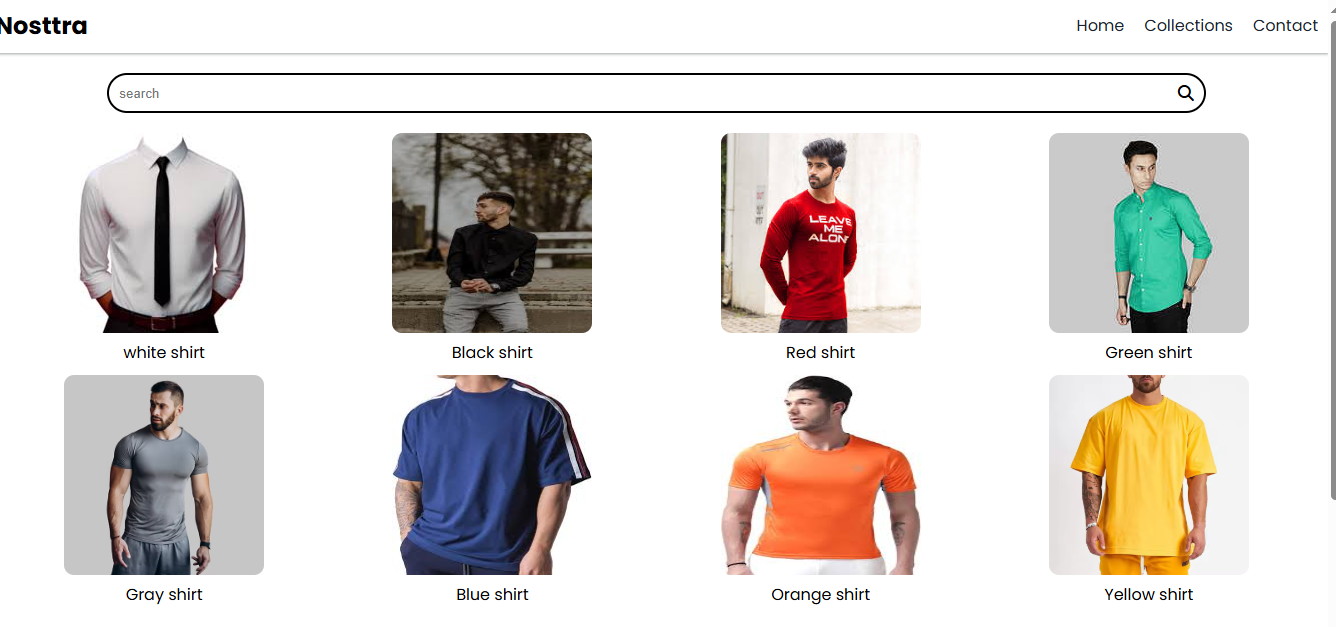 Nosttra
Home Collections Contact
search
LEAVE
ME
ALONE
white shirt
Black shirt
Red shirt
Green shirt
Gray shirt
Blue shirt
Orange shirt
Yellow shirt